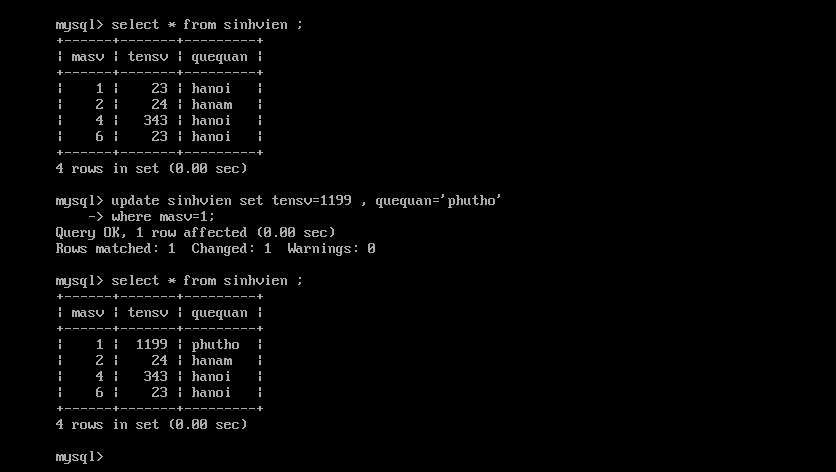 mysql> select * from sinhvien ;
+------+-------+---------+
| masv | tensv | quequan |
+------+-------+---------+
|    1 |    23 | hanoi   |
|    2 |    24 | hanam   |
|    4 |   343 | hanoi   |
|    6 |    23 | hanoi   |
+------+-------+---------+
4 rows in set (0.00 sec)
mysql> update sinhvien set tensv=1199 , quequan='phutho'
    -> where masv=1;
Query OK, 1 row affected (0.00 sec)
Rows matched: 1  Changed: 1  Warnings: 0
mysql> select * from sinhvien ;
+------+-------+---------+
| masv | tensv | quequan |
+------+-------+---------+
|    1 |  1199 | phutho  |
|    2 |    24 | hanam   |
|    4 |   343 | hanoi   |
|    6 |    23 | hanoi   |
+------+-------+---------+
4 rows in set (0.00 sec)
mysql>